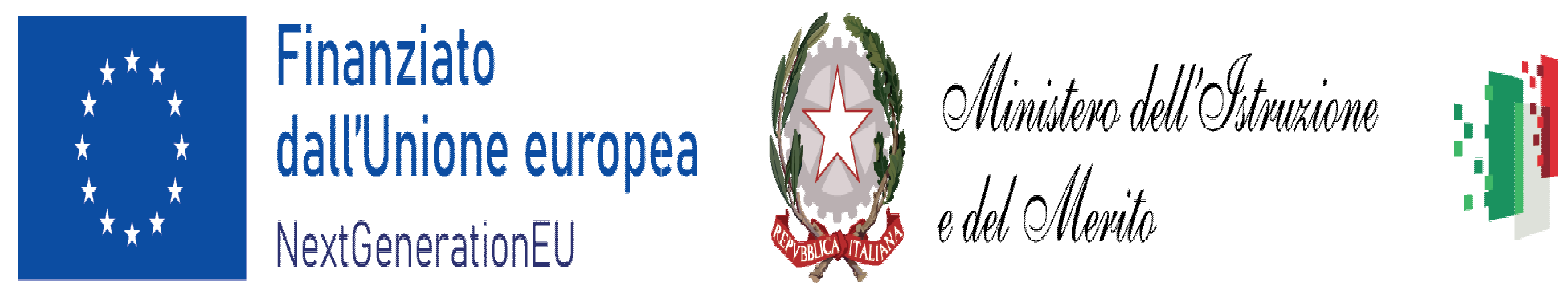 Finanziato
dall'Unione europea
NextGenerationEU
REPVBBLICA ITALIANA
Ministero dell'Istruzione
e del Merito